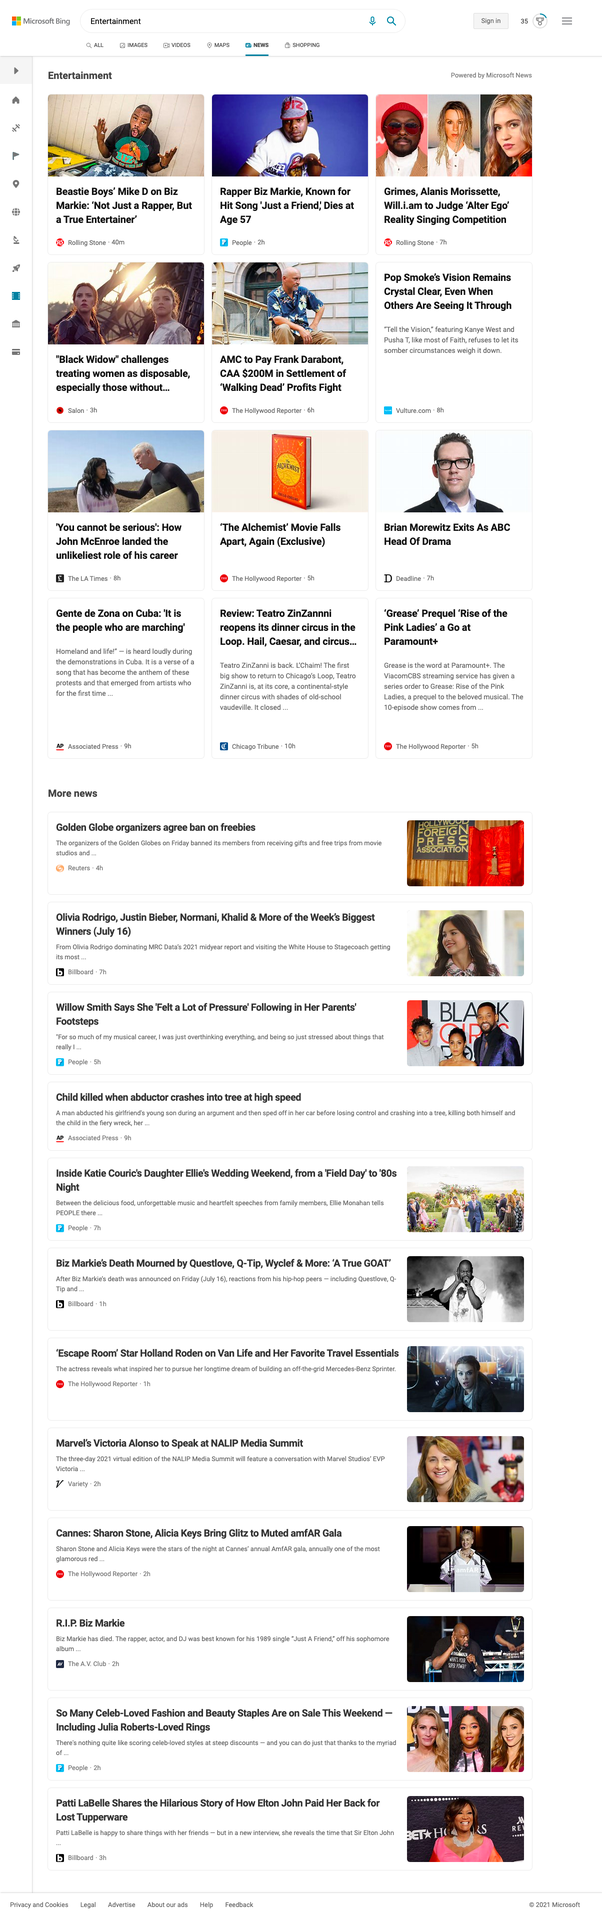 Microsoft Bing
Entertainment
Sign in
35
ALL
IMAGES
VIDEOS
MAPS
NEWS
SHOPPING
Entertainment
Powered by Microsoft News
Beastie Boys' Mike D on Biz
Markie: 'Not Just a Rapper, But
a True Entertainer'
Rolling Stone · 40m
Rapper Biz Markie, Known for
Hit Song 'Just a Friend,' Dies at
Age 57
People · 2h
Grimes, Alanis Morissette,
Will.i.am to Judge 'Alter Ego'
Reality Singing Competition
Rolling Stone · 7h
"Black Widow" challenges
treating women as disposable,
especially those without...
Salon · 3h
AMC to Pay Frank Darabont,
CAA $200M in Settlement of
'Walking Dead' Profits Fight
The Hollywood Reporter · 6h
Pop Smoke's Vision Remains
Crystal Clear, Even When
Others Are Seeing It Through
"Tell the Vision," featuring Kanye West and
Pusha T, like most of Faith, refuses to let its
somber circumstances weigh it down.
Vulture.com · 8h
'You cannot be serious': How
John McEnroe landed the
unlikeliest role of his career
The LA Times · 8h
ALCHEMIST
'The Alchemist' Movie Falls
Apart, Again (Exclusive)
The Hollywood Reporter · 5h
Brian Morewitz Exits As ABC
Head Of Drama
Deadline · 7h
Gente de Zona on Cuba: 'It is
the people who are marching'
Homeland and life!" — is heard loudly during
the demonstrations in Cuba. It is a verse of a
song that has become the anthem of these
protests and that emerged from artists who
for the first time ...
Associated Press · 9h
Review: Teatro ZinZannni
reopens its dinner circus in the
Loop. Hail, Caesar, and circus...
Teatro ZinZanni is back. L'Chaim! The first
big show to return to Chicago's Loop, Teatro
ZinZanni is, at its core, a continental-style
dinner circus with shades of old-school
vaudeville. It closed ...
Chicago Tribune · 10h
'Grease' Prequel 'Rise of the
Pink Ladies' a Go at
Paramount+
Grease is the word at Paramount+. The
ViacomCBS streaming service has given a
series order to Grease: Rise of the Pink
Ladies, a prequel to the beloved musical. The
10-episode show comes from ...
The Hollywood Reporter · 5h
More news
Golden Globe organizers agree ban on freebies
The organizers of the Golden Globes on Friday banned its members from receiving gifts and free trips from movie
studios and ...
Reuters · 4h
HOLLYWOOD
FOREIGN
PRESS
ASSOCIATION
Olivia Rodrigo, Justin Bieber, Normani, Khalid & More of the Week's Biggest
Winners (July 16)
From Olivia Rodrigo dominating MRC Data's 2021 midyear report and visiting the White House to Stagecoach getting
its most ...
Billboard · 7h
Willow Smith Says She 'Felt a Lot of Pressure' Following in Her Parents'
Footsteps
"For so much of my musical career, I was just overthinking everything, and being so just stressed about things that
really I ...
People · 5h
BLACK
Child killed when abductor crashes into tree at high speed
A man abducted his girlfriend's young son during an argument and then sped off in her car before losing control and crashing into a tree, killing both himself and
the child in the fiery wreck, her ...
Associated Press · 9h
Inside Katie Couric's Daughter Ellie's Wedding Weekend, from a 'Field Day' to '80s
Night
Between the delicious food, unforgettable music and heartfelt speeches from family members, Ellie Monahan tells
PEOPLE there ...
People · 7h
Biz Markie's Death Mourned by Questlove, Q-Tip, Wyclef & More: 'A True GOAT'
After Biz Markie's death was announced on Friday (July 16), reactions from his hip-hop peers — including Questlove, Q-
Tip and ...
Billboard · 1h
'Escape Room' Star Holland Roden on Van Life and Her Favorite Travel Essentials
The actress reveals what inspired her to pursue her longtime dream of building an off-the-grid Mercedes-Benz Sprinter.
The Hollywood Reporter · 1h
Marvel's Victoria Alonso to Speak at NALIP Media Summit
The three-day 2021 virtual edition of the NALIP Media Summit will feature a conversation with Marvel Studios' EVP
Victoria ...
Variety · 2h
Cannes: Sharon Stone, Alicia Keys Bring Glitz to Muted amfAR Gala
Sharon Stone and Alicia Keys were the stars of the night at Cannes' annual AmfAR gala, annually one of the most
glamorous red ...
The Hollywood Reporter · 2h
R.I.P. Biz Markie
Biz Markie has died. The rapper, actor, and DJ was best known for his 1989 single "Just A Friend," off his sophomore
album ...
The A.V. Club · 2h
So Many Celeb-Loved Fashion and Beauty Staples Are on Sale This Weekend —
Including Julia Roberts-Loved Rings
There's nothing quite like scoring celeb-loved styles at steep discounts — and you can do just that thanks to the myriad
of ...
People · 2h
Patti LaBelle Shares the Hilarious Story of How Elton John Paid Her Back for
Lost Tupperware
Patti LaBelle is happy to share things with her friends — but in a new interview, she reveals the time that Sir Elton John
...
Billboard · 3h
BET HONORS
Privacy and Cookies
Legal
Advertise
About our ads
Help
Feedback
© 2021 Microsoft